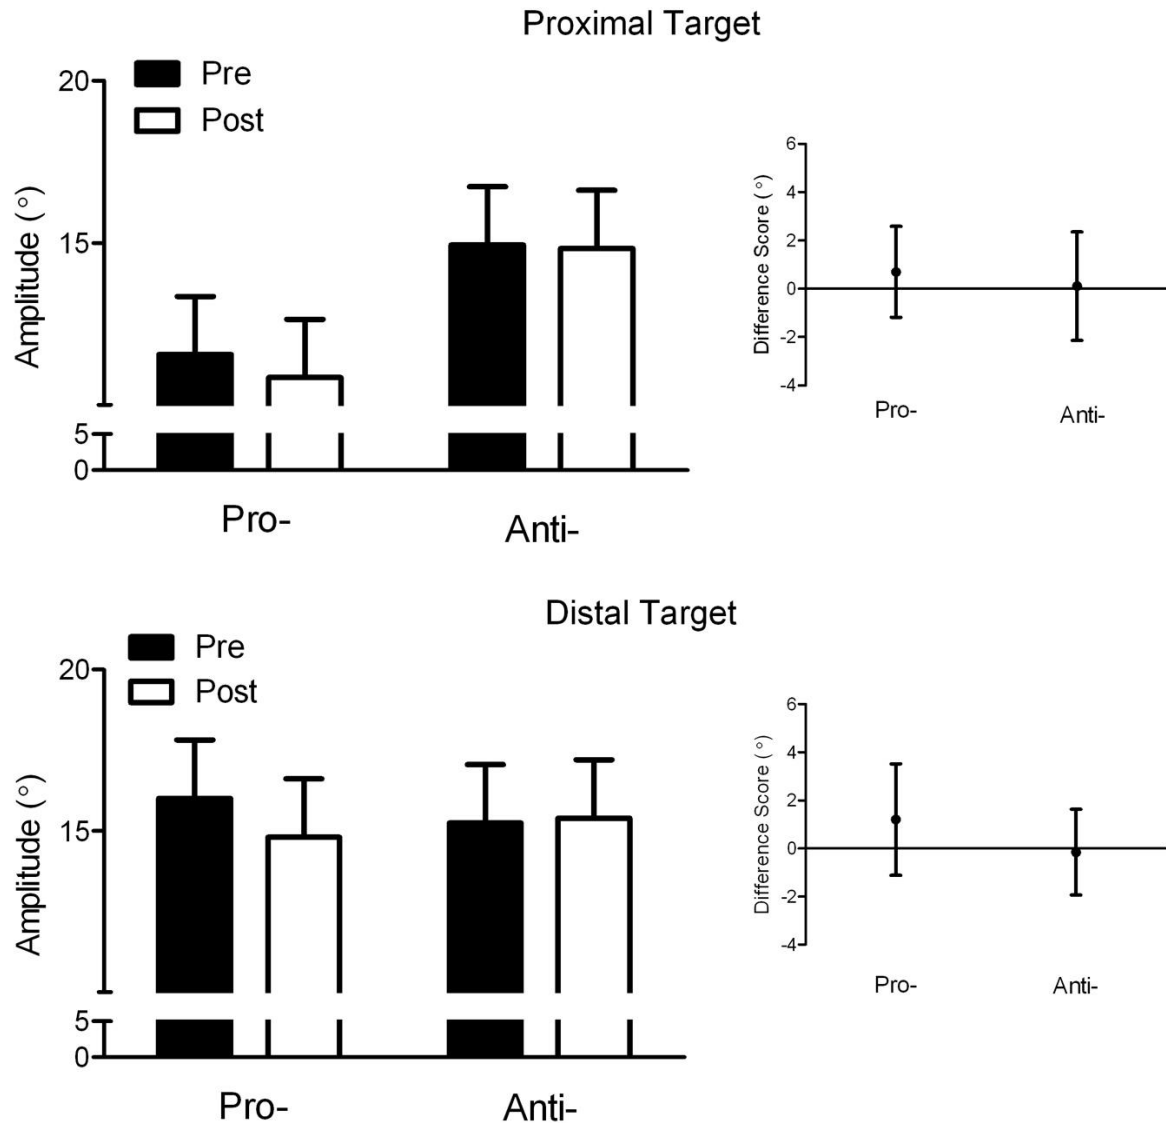 Proximal Target
Pre
Post
20
15
5
0
Amplitude (°)
Pro-
Anti-
6
4
2
0
-2
-4
Difference Score (°)
Pro-
Anti-
Distal Target
Pre
Post
20
15
5
0
Amplitude (°)
Pro-
Anti-
6
4
2
0
-2
-4
Difference Score (°)
Pro-
Anti-